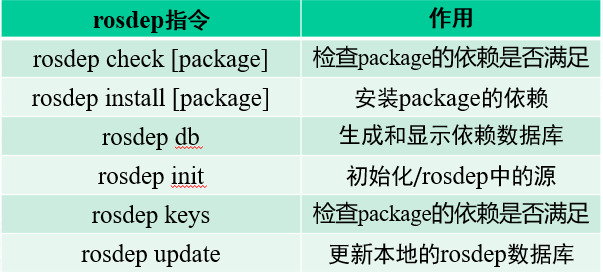 rosdep指令 作用
rosdep check [package] 检查package的依赖是否满足
rosdep install [package] 安装package的依赖
rosdep db 生成和显示依赖数据库
rosdep init 初始化/rosdep中的源
rosdep keys 检查package的依赖是否满足
rosdep update 更新本地的rosdep数据库